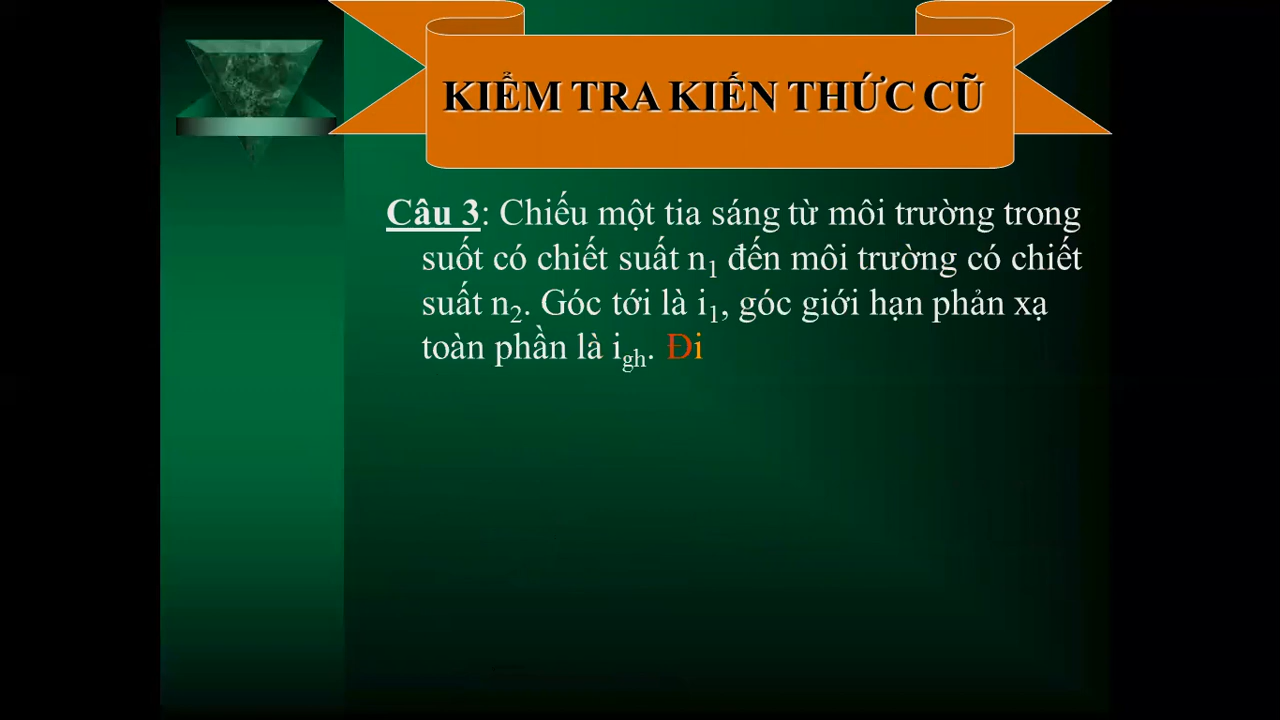 KIỂM TRA KIẾN THỨC CŨ
Câu 3: Chiếu một tia sáng từ môi trường trong
suốt có chiết suất n₁ đến môi trường có chiết
suất n₂. Góc tới là i₁, góc giới hạn phản xạ
toàn phần là i_gh. Đi